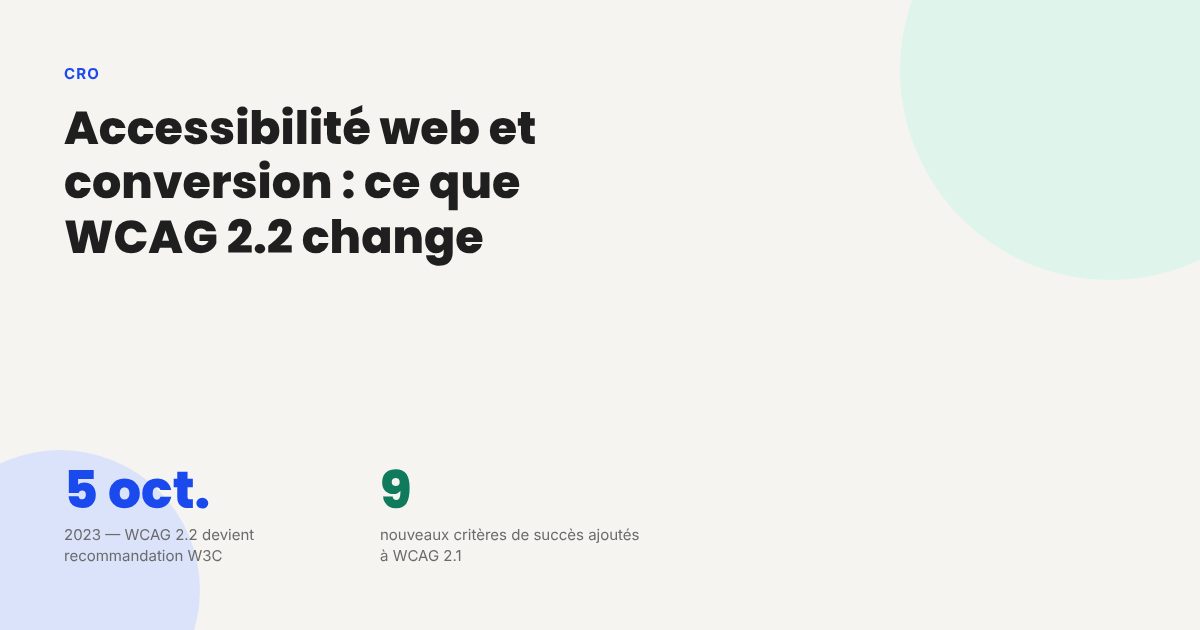 CRO
Accessibilité web et
conversion : ce que
WCAG 2.2 change
5 oct.
2023 — WCAG 2.2 devient
recommandation W3C
9
nouveaux critères de succès ajoutés
à WCAG 2.1